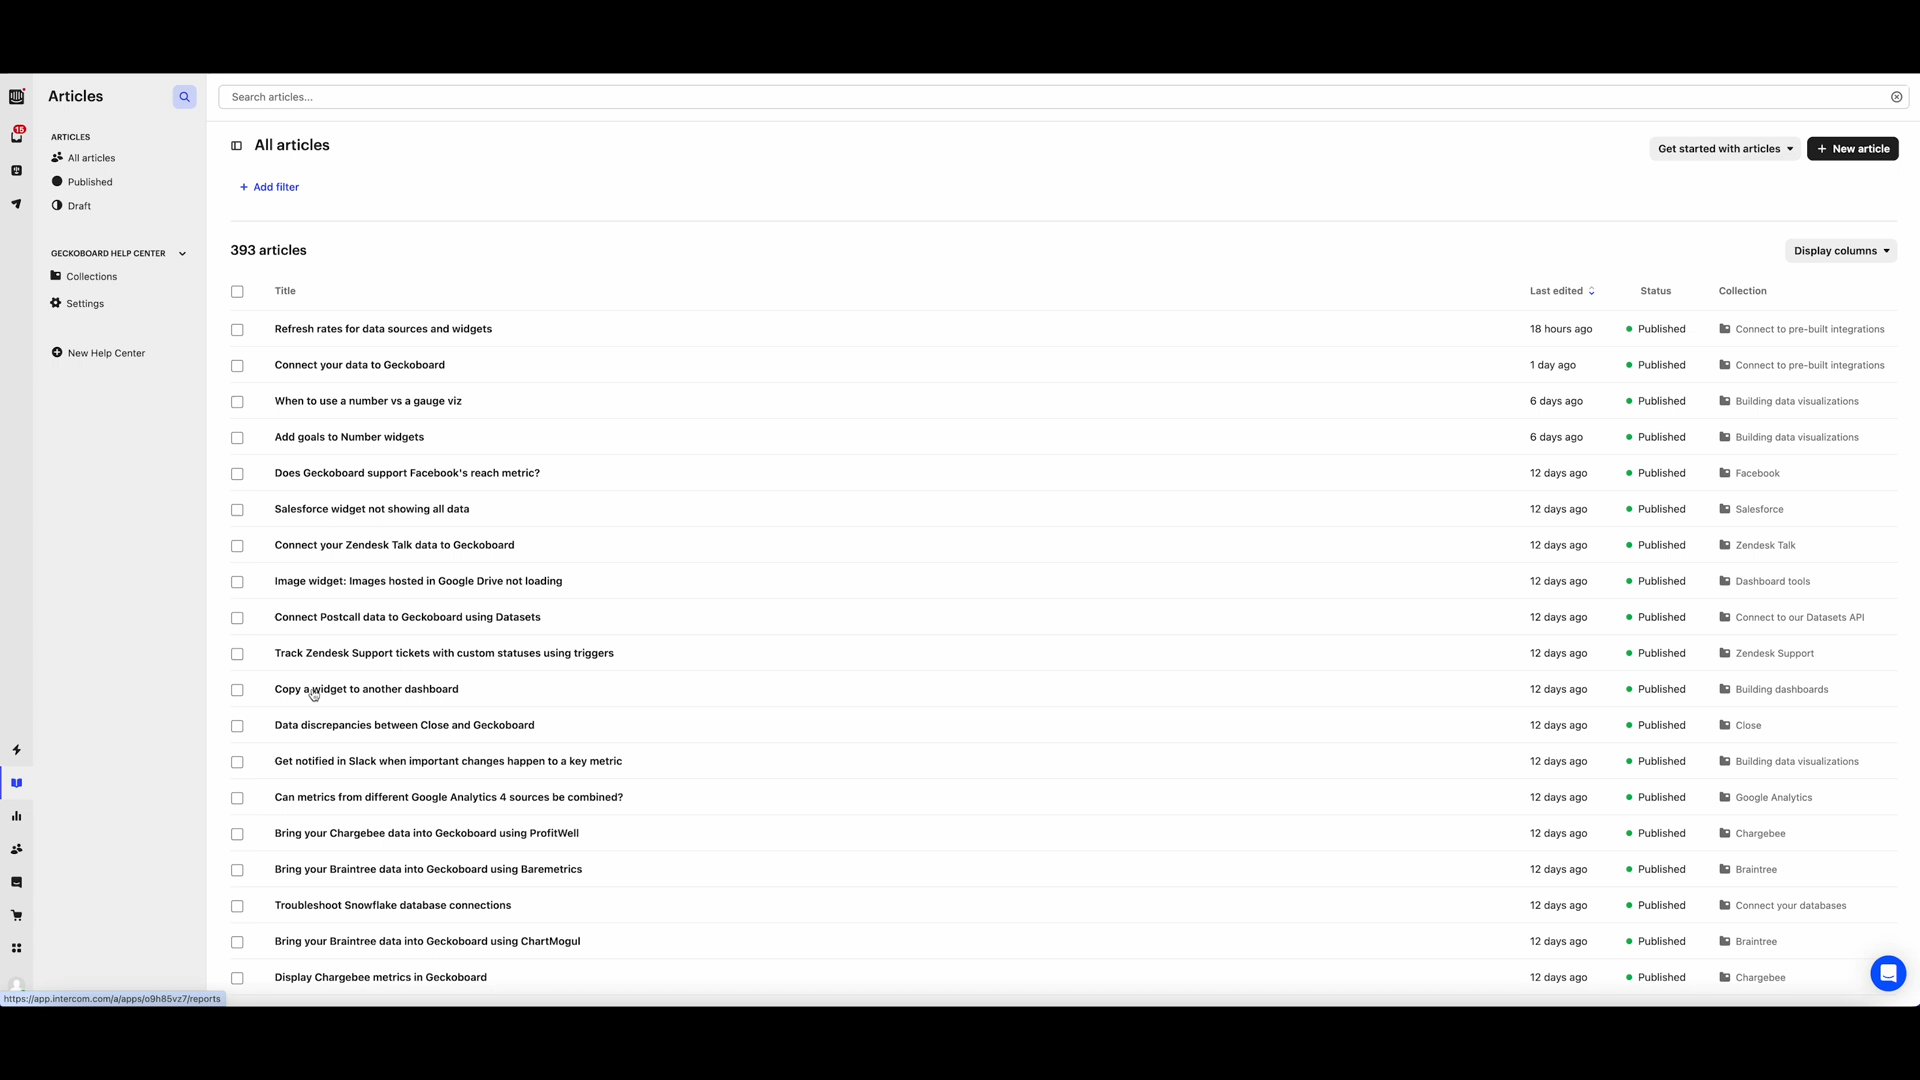 Articles
Search articles...
15
ARTICLES
All articles
Published
Draft
GECKOBOARD HELP CENTER
Collections
Settings
New Help Center
All articles
Get started with articles
+ New article
+ Add filter
393 articles
Display columns
Title Last edited Status Collection
Refresh rates for data sources and widgets 18 hours ago Published Connect to pre-built integrations
Connect your data to Geckoboard 1 day ago Published Connect to pre-built integrations
When to use a number vs a gauge viz 6 days ago Published Building data visualizations
Add goals to Number widgets 6 days ago Published Building data visualizations
Does Geckoboard support Facebook's reach metric? 12 days ago Published Facebook
Salesforce widget not showing all data 12 days ago Published Salesforce
Connect your Zendesk Talk data to Geckoboard 12 days ago Published Zendesk Talk
Image widget: Images hosted in Google Drive not loading 12 days ago Published Dashboard tools
Connect Postcall data to Geckoboard using Datasets 12 days ago Published Connect to our Datasets API
Track Zendesk Support tickets with custom statuses using triggers 12 days ago Published Zendesk Support
Copy a widget to another dashboard 12 days ago Published Building dashboards
Data discrepancies between Close and Geckoboard 12 days ago Published Close
Get notified in Slack when important changes happen to a key metric 12 days ago Published Building data visualizations
Can metrics from different Google Analytics 4 sources be combined? 12 days ago Published Google Analytics
Bring your Chargebee data into Geckoboard using ProfitWell 12 days ago Published Chargebee
Bring your Braintree data into Geckoboard using Baremetrics 12 days ago Published Braintree
Troubleshoot Snowflake database connections 12 days ago Published Connect your databases
Bring your Braintree data into Geckoboard using ChartMogul 12 days ago Published Braintree
Display Chargebee metrics in Geckoboard 12 days ago Published Chargebee
https://app.intercom.com/a/apps/o9h85vz7/reports